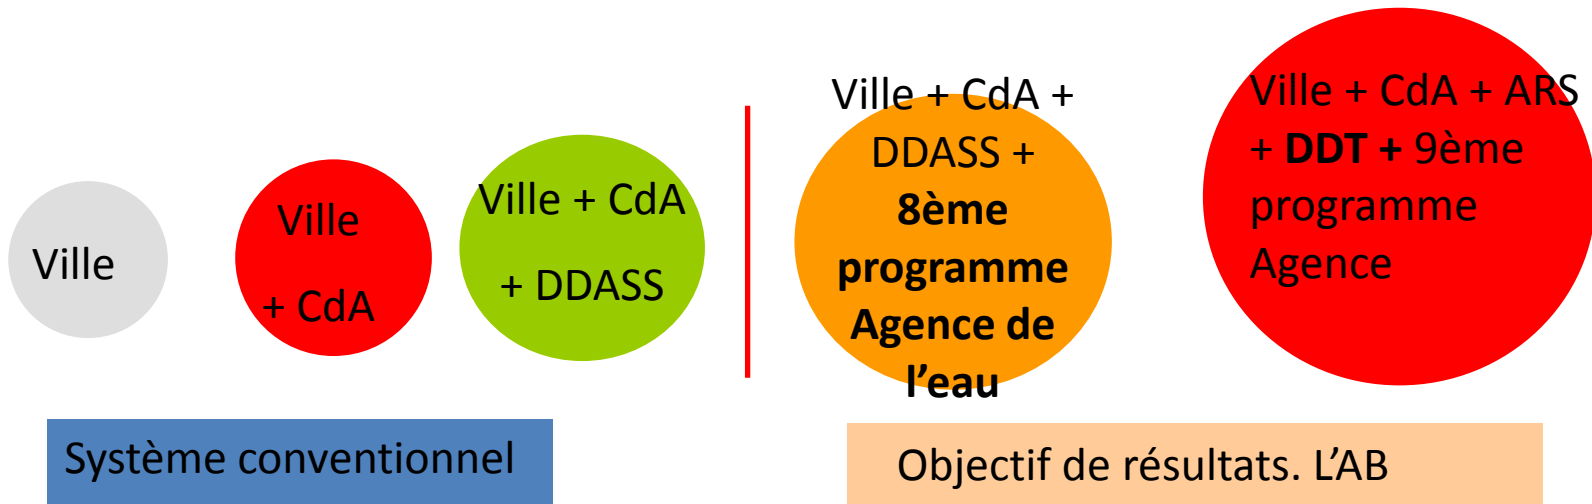 Ville
Ville
+ CdA
Ville + CdA
+ DDASS
Ville + CdA +
DDASS +
8ème
programme
Agence de
l’eau
Ville + CdA + ARS
+ DDT + 9ème
programme
Agence
Système conventionnel
Objectif de résultats. L’AB